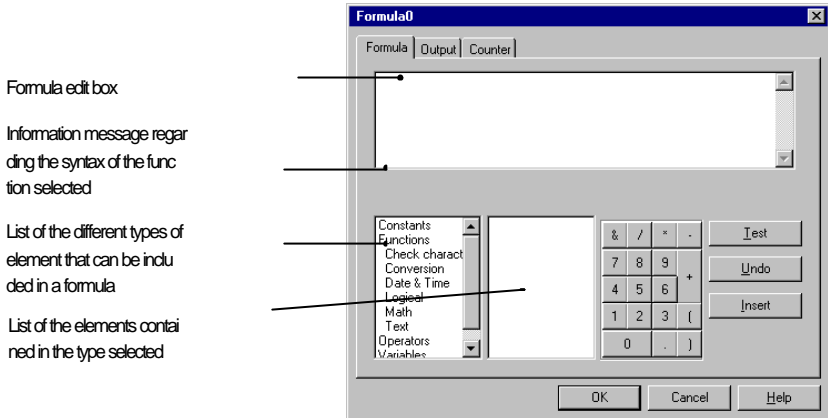 Formula0
Formula Output Counter
Formula edit box
Information message regar
ding the syntax of the func
tion selected
List of the different types of
element that can be inclu
ded in a formula
List of the elements contai
ned in the type selected
Constants
Functions
Check charact
Conversion
Date & Time
Logical
Math
Text
Operators
Variables
& / * -
7 8 9 +
4 5 6
1 2 3 (
0 . )
Test
Undo
Insert
OK Cancel Help